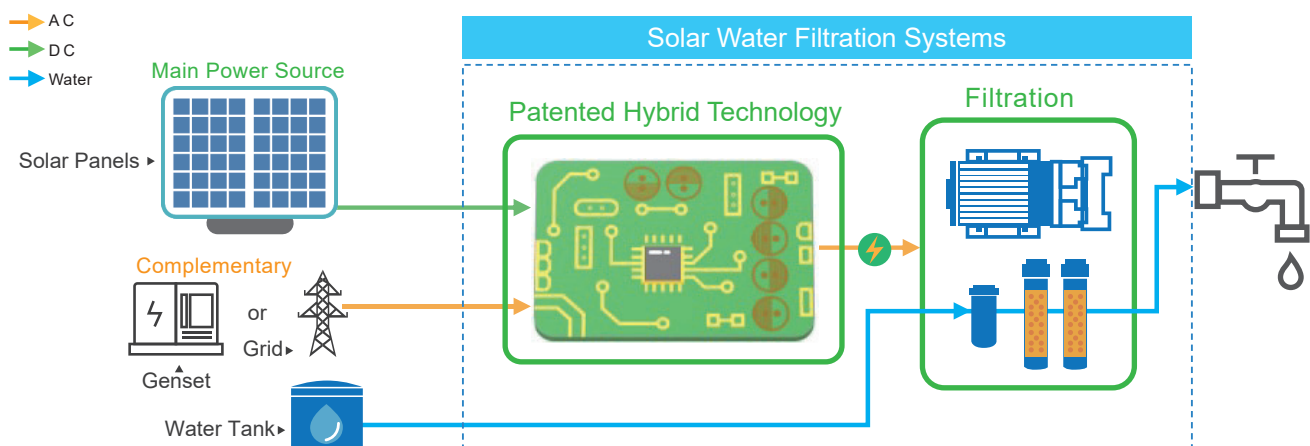 A C
D C
Water
Solar Water Filtration Systems
Main Power Source
Solar Panels
Patented Hybrid Technology
Filtration
Complementary
or
Grid
Genset
Water Tank